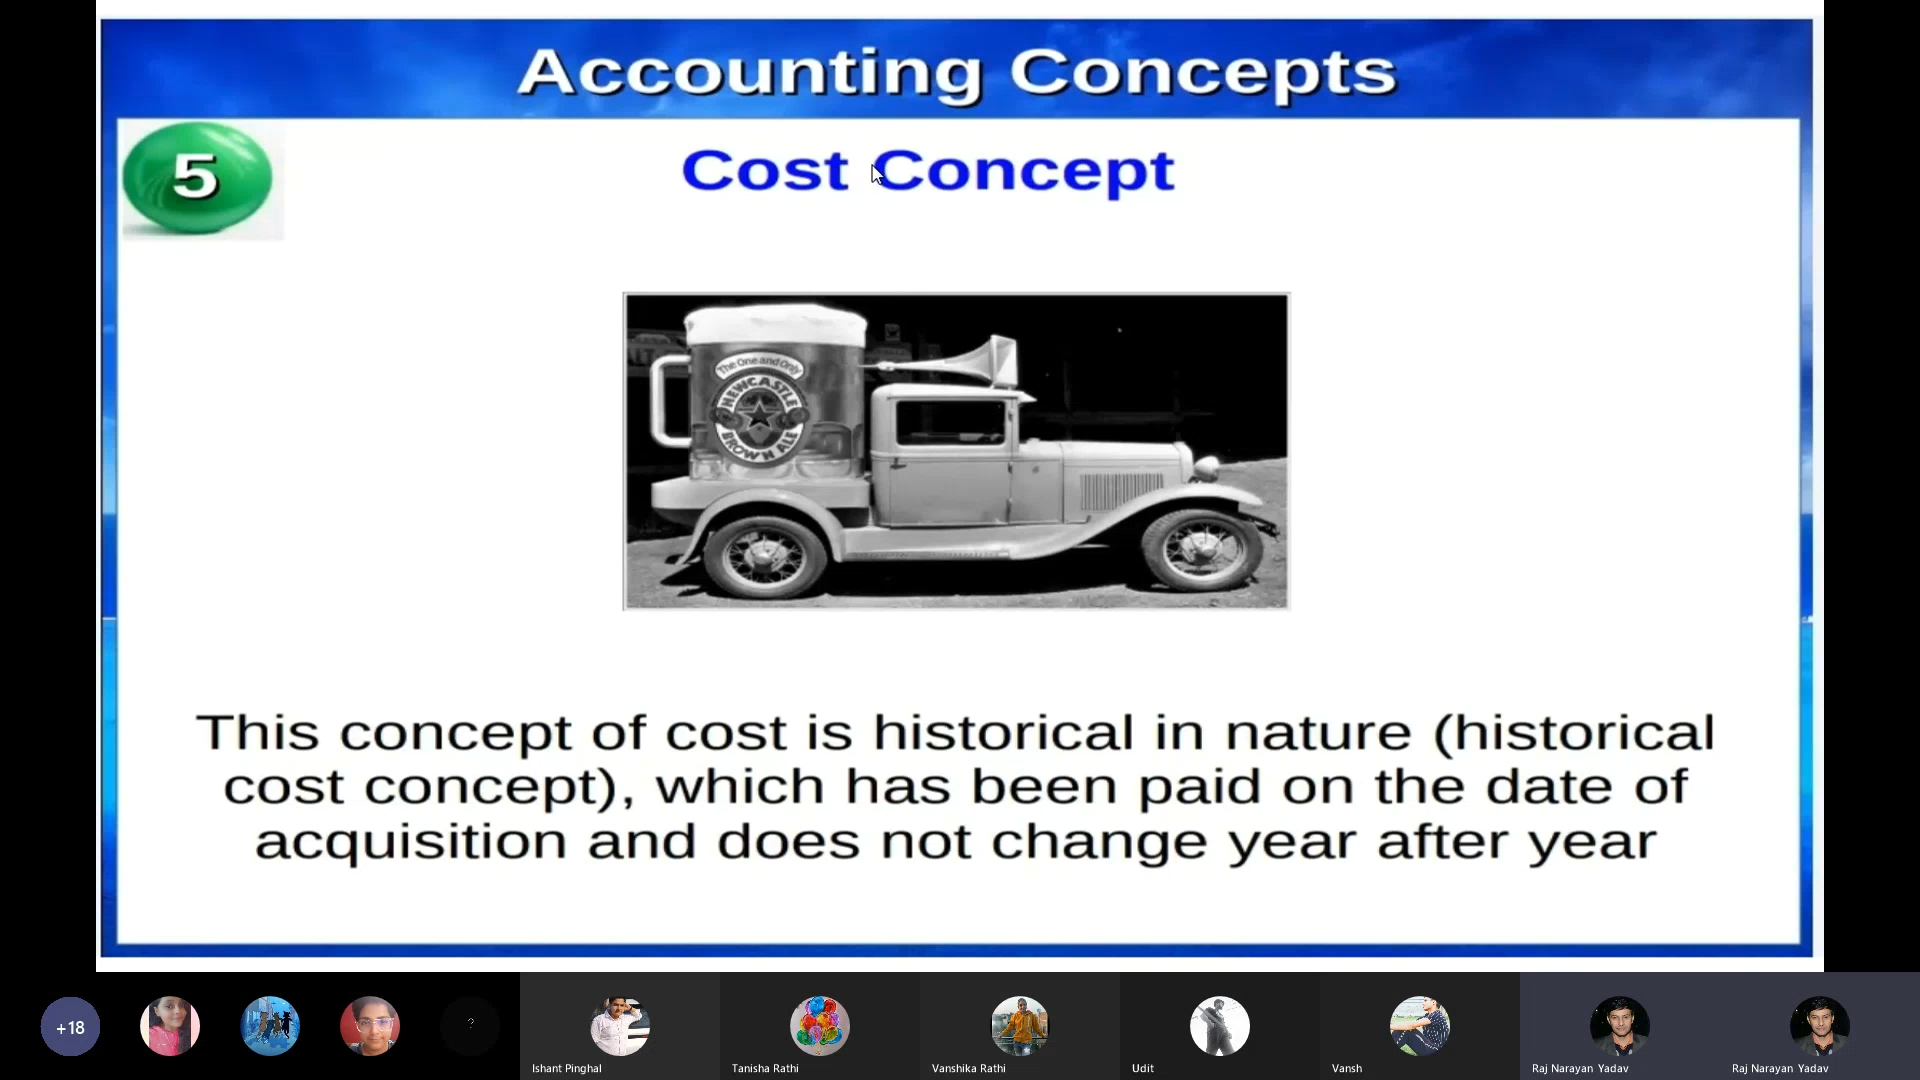 Accounting Concepts
5
Cost Concept
The One and Only
NEWCASTLE
BROWN ALE
This concept of cost is historical in nature (historical
cost concept), which has been paid on the date of
acquisition and does not change year after year
+18
?
Ishant Pinghal
Tanisha Rathi
Vanshika Rathi
Udit
Vansh
Raj Narayan Yadav
Raj Narayan Yadav